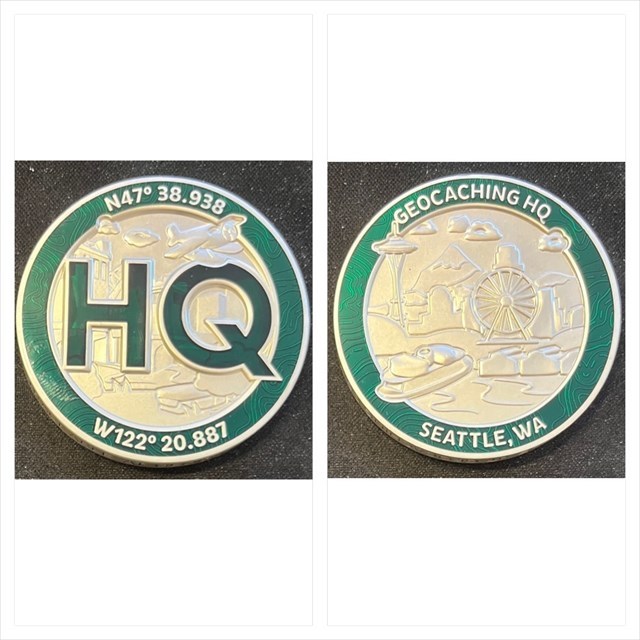 N47° 38.938
HQ
W122° 20.887
GEOCACHING HQ
SEATTLE, WA